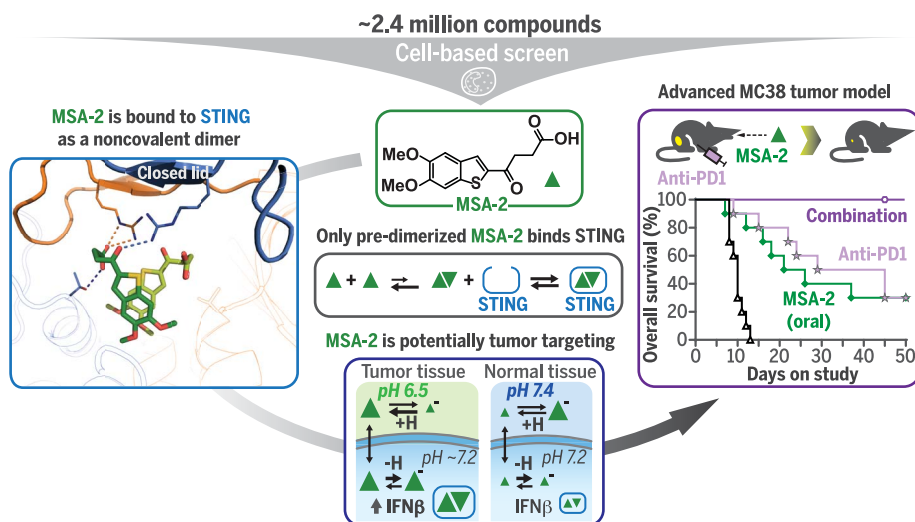 ~2.4 million compounds
Cell-based screen
MSA-2 is bound to STING
as a noncovalent dimer
Closed lid
MeO
MeO
S
O
O
OH
MSA-2
Only pre-dimerized MSA-2 binds STING
+ + 
STING STING
MSA-2 is potentially tumor targeting
Tumor tissue
pH 6.5
-
+H
pH ~7.2
-H
-
IFNβ
Normal tissue
pH 7.4
-
+H
pH 7.2
-H
-
IFNβ
Advanced MC38 tumor model
MSA-2
Anti-PD1
Overall survival (%)
100
80
60
40
20
0
Combination
Anti-PD1
MSA-2
(oral)
0 10 20 30 40 50
Days on study